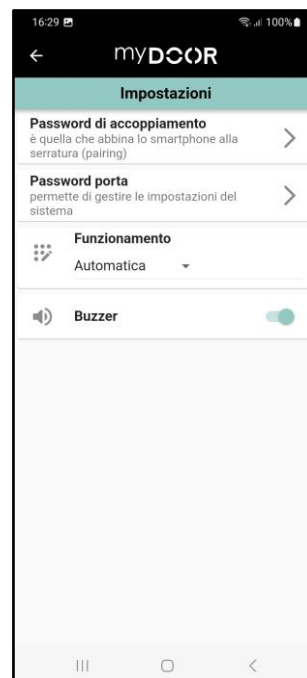 16:29 100%
myDOOR
Impostazioni
Password di accoppiamento
è quella che abbina lo smartphone alla
serratura (pairing)
Password porta
permette di gestire le impostazioni del
sistema
Funzionamento
Automatica
Buzzer